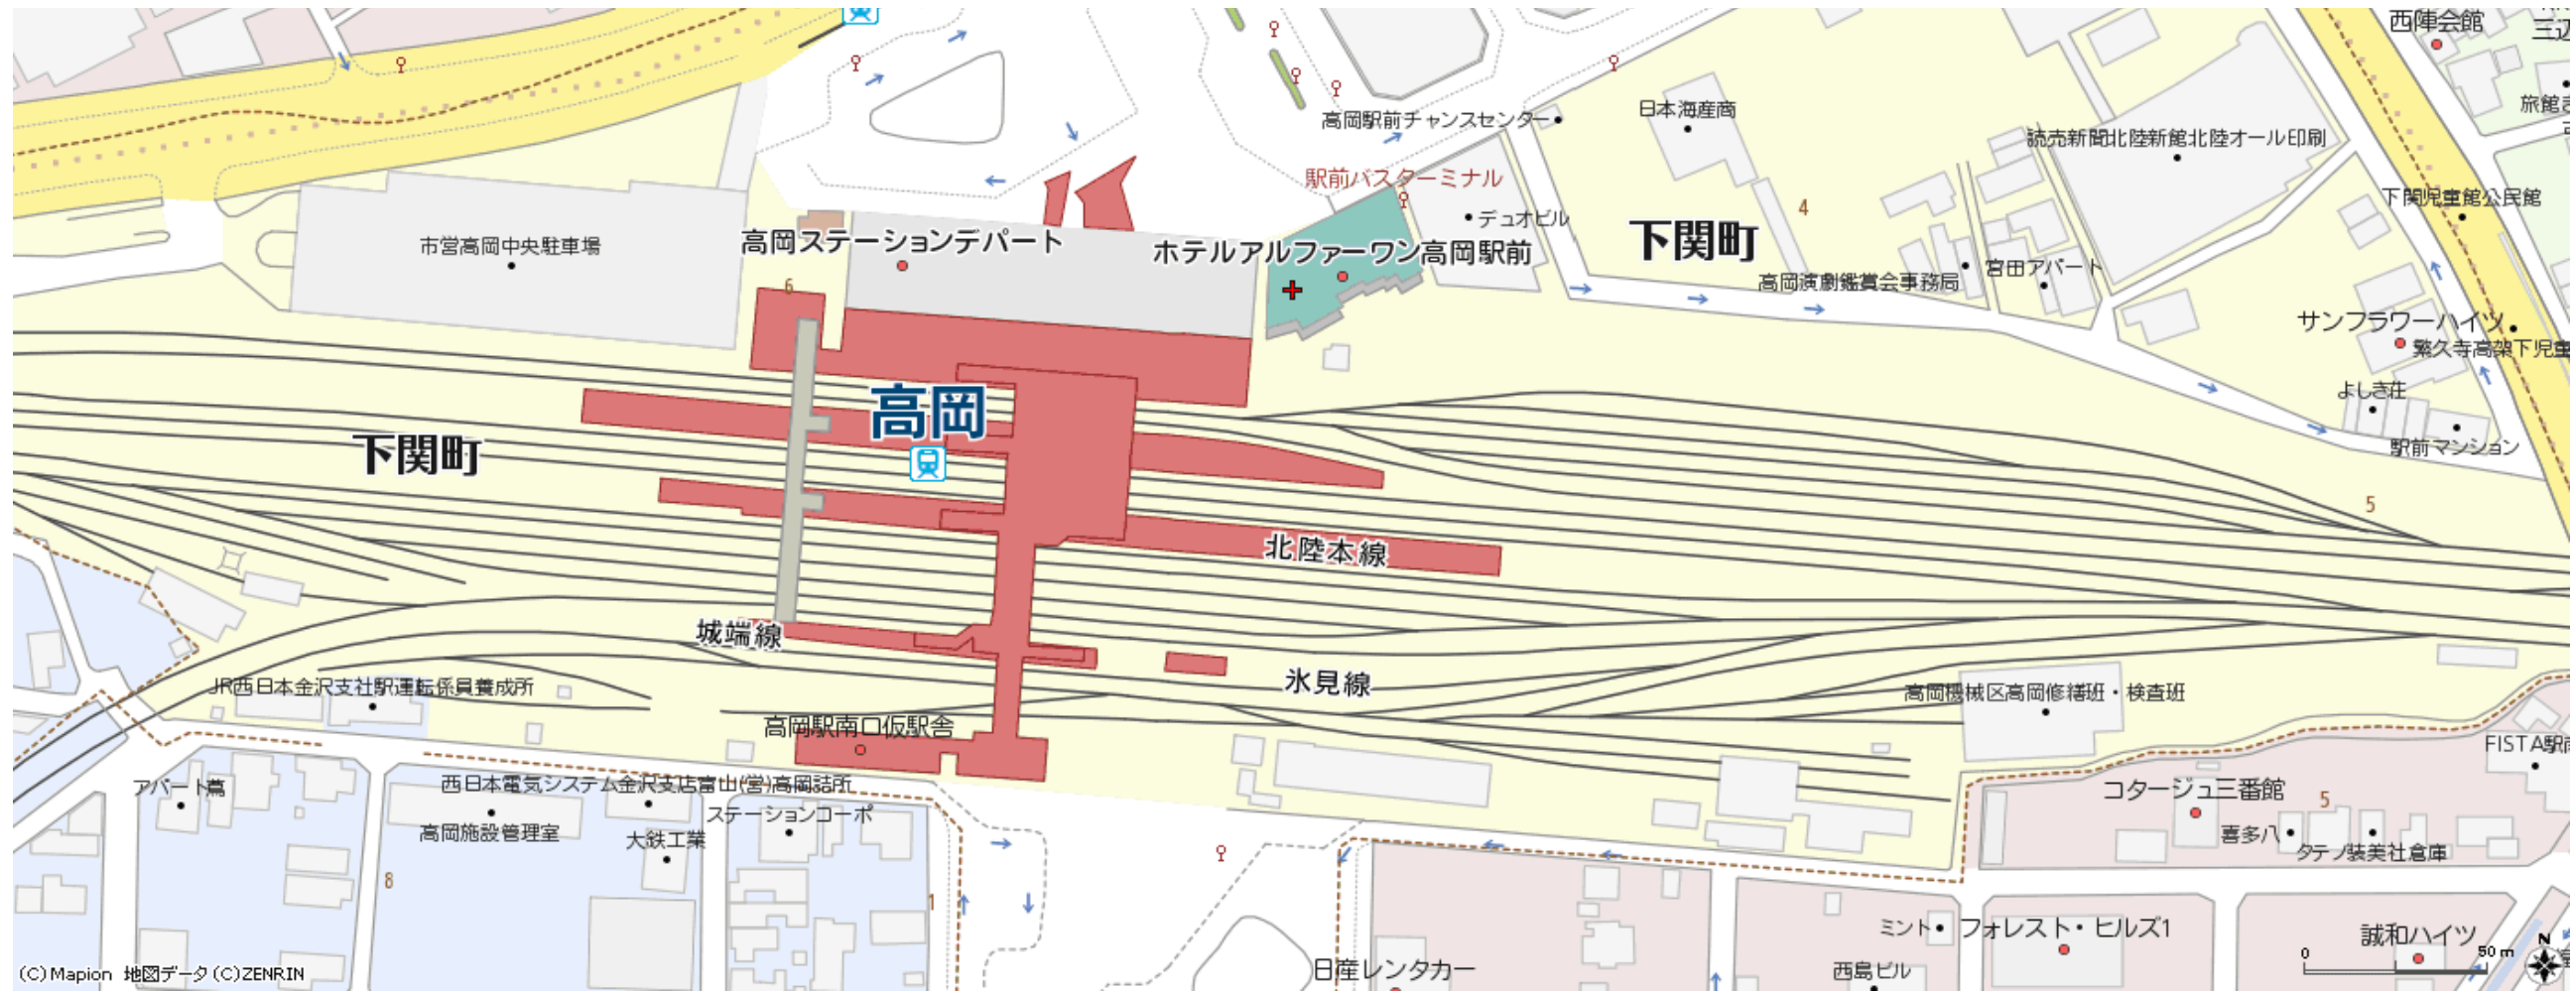 西陣会館
高岡駅前チャンスセンター
日本海産商
読売新聞北陸新館北陸オール印刷
駅前バスターミナル
デュオビル
下関児童館公民館
4
下関町
市営高岡中央駐車場
高岡ステーションデパート
ホテルアルファーワン高岡駅前
高岡演劇鑑賞会事務局
宮田アパート
6
サンフラワーハイツ
繁久寺高架下児童
よしき荘
駅前マンション
高岡
下関町
5
北陸本線
城端線
氷見線
JR西日本金沢支社駅運転係員養成所
高岡機械区高岡修繕班・検査班
高岡駅南口仮駅舎
FISTA駅南
アパート蔦
西日本電気システム金沢支店富山(営)高岡詰所
ステーションコーポ
高岡施設管理室
大鉄工業
コタージュ三番館
5
喜多八
タテノ装美社倉庫
8
1
ミント
フォレスト・ヒルズ1
誠和ハイツ
日産レンタカー
西島ビル
0
50m
N
(C)Mapion 地図データ(C)ZENRIN